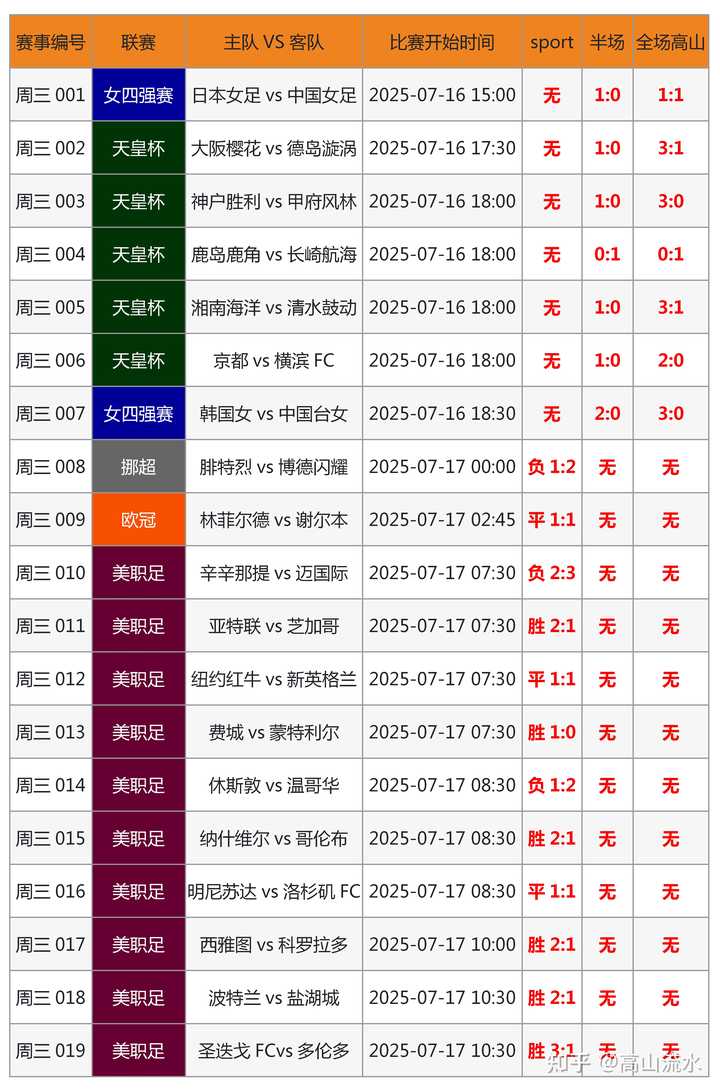 赛事编号 联赛 主队 VS 客队 比赛开始时间 sport 半场 全场高山
周三 001 女四强赛 日本女足 vs 中国女足 2025-07-16 15:00 无 1:0 1:1
周三 002 天皇杯 大阪樱花 vs 德岛漩涡 2025-07-16 17:30 无 1:0 3:1
周三 003 天皇杯 神户胜利 vs 甲府风林 2025-07-16 18:00 无 1:0 3:0
周三 004 天皇杯 鹿岛鹿角 vs 长崎航海 2025-07-16 18:00 无 0:1 0:1
周三 005 天皇杯 湘南海洋 vs 清水鼓动 2025-07-16 18:00 无 1:0 3:1
周三 006 天皇杯 京都 vs 横滨 FC 2025-07-16 18:00 无 1:0 2:0
周三 007 女四强赛 韩国女 vs 中国台女 2025-07-16 18:30 无 2:0 3:0
周三 008 挪超 腓特烈 vs 博德闪耀 2025-07-17 00:00 负 1:2 无 无
周三 009 欧冠 林菲尔德 vs 谢尔本 2025-07-17 02:45 平 1:1 无 无
周三 010 美职足 辛辛那提 vs 迈国际 2025-07-17 07:30 负 2:3 无 无
周三 011 美职足 亚特联 vs 芝加哥 2025-07-17 07:30 胜 2:1 无 无
周三 012 美职足 纽约红牛 vs 新英格兰 2025-07-17 07:30 平 1:1 无 无
周三 013 美职足 费城 vs 蒙特利尔 2025-07-17 07:30 胜 1:0 无 无
周三 014 美职足 休斯敦 vs 温哥华 2025-07-17 08:30 负 1:2 无 无
周三 015 美职足 纳什维尔 vs 哥伦布 2025-07-17 08:30 胜 2:1 无 无
周三 016 美职足 明尼苏达 vs 洛杉矶 FC 2025-07-17 08:30 平 1:1 无 无
周三 017 美职足 西雅图 vs 科罗拉多 2025-07-17 10:00 胜 2:1 无 无
周三 018 美职足 波特兰 vs 盐湖城 2025-07-17 10:30 胜 2:1 无 无
周三 019 美职足 圣迭戈 FCvs 多伦多 2025-07-17 10:30 胜 3:1 无 无
知乎 @高山流水